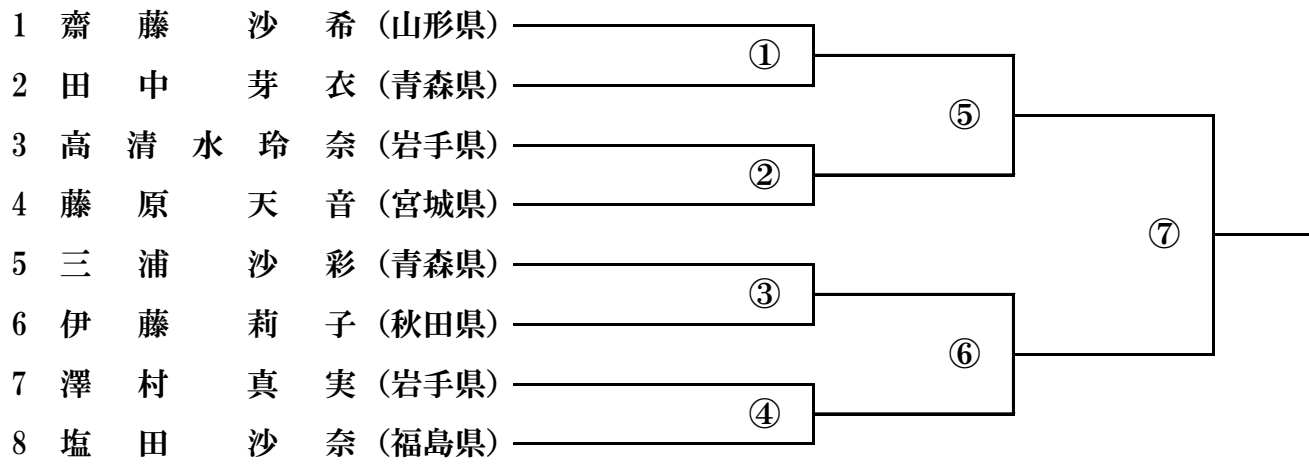 1 齋藤 沙希 (山形県)
①
2 田中 芽衣 (青森県)
⑤
3 高清水 玲奈 (岩手県)
②
4 藤原 天音 (宮城県)
⑦
5 三浦 沙彩 (青森県)
③
6 伊藤 莉子 (秋田県)
⑥
7 澤村 真実 (岩手県)
④
8 塩田 沙奈 (福島県)